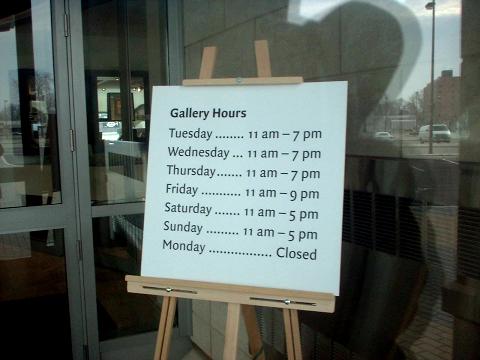 Gallery Hours
Tuesday ........ 11 am – 7 pm
Wednesday ... 11 am – 7 pm
Thursday....... 11 am – 7 pm
Friday ........... 11 am – 9 pm
Saturday ....... 11 am – 5 pm
Sunday ......... 11 am – 5 pm
Monday ................. Closed